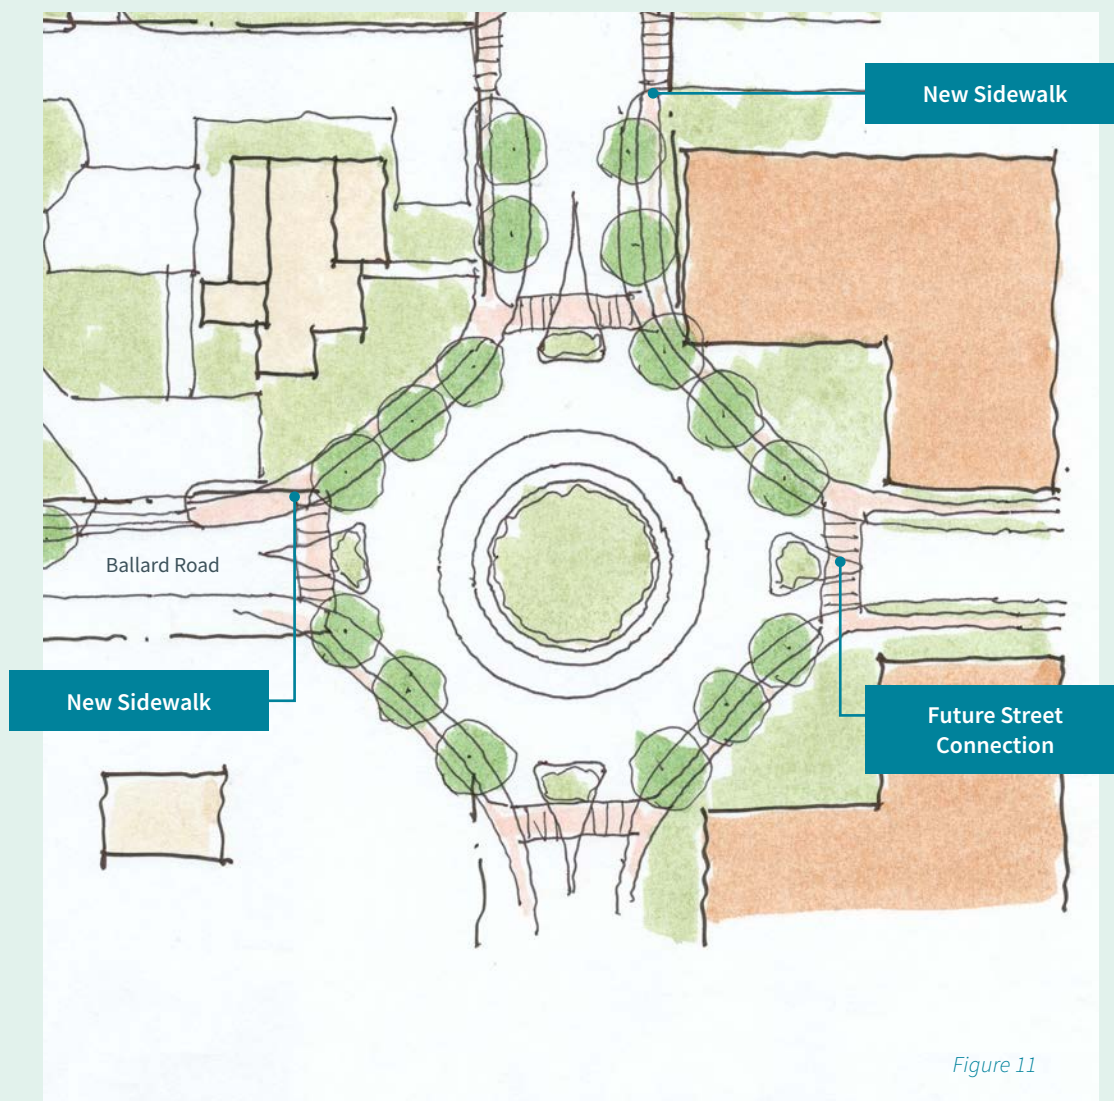 New Sidewalk
Ballard Road
New Sidewalk
Future Street
Connection
Figure 11